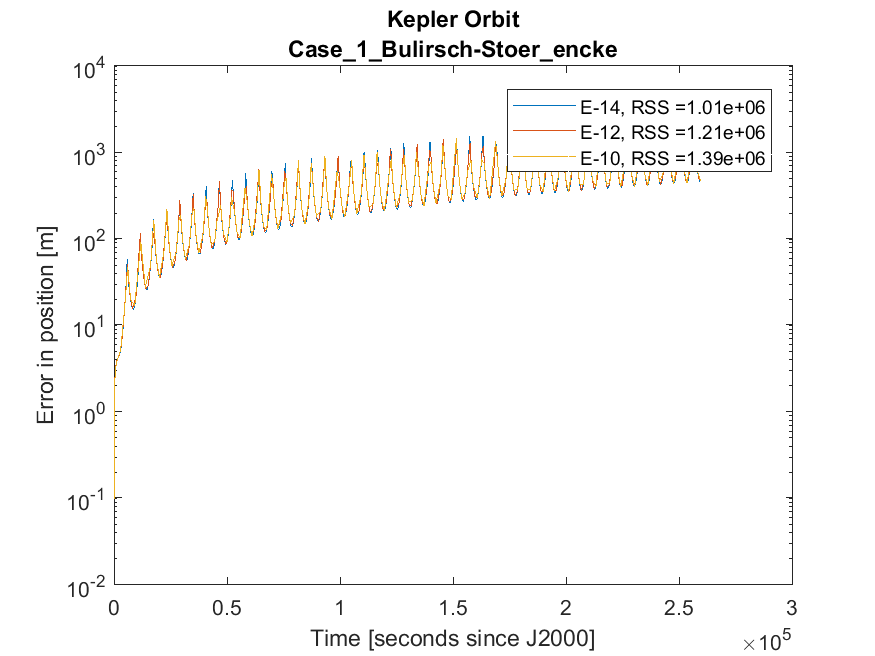 Kepler Orbit
Case_1_Bulirsch-Stoer_encke
10^4
10^3
10^2
10^1
10^0
10^-1
10^-2
Error in position [m]
E-14, RSS =1.01e+06
E-12, RSS =1.21e+06
E-10, RSS =1.39e+06
0 0.5 1 1.5 2 2.5 3
Time [seconds since J2000]
×10^5